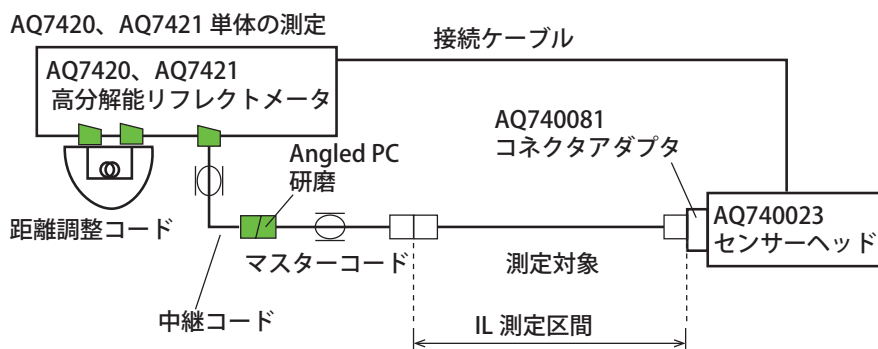 AQ7420、AQ7421 単体の測定
接続ケーブル
AQ7420、AQ7421
高分解能リフレクトメータ
AQ740081
コネクタアダプタ
Angled PC
研磨
AQ740023
センサーヘッド
距離調整コード
マスターコード
測定対象
中継コード
IL 測定区間